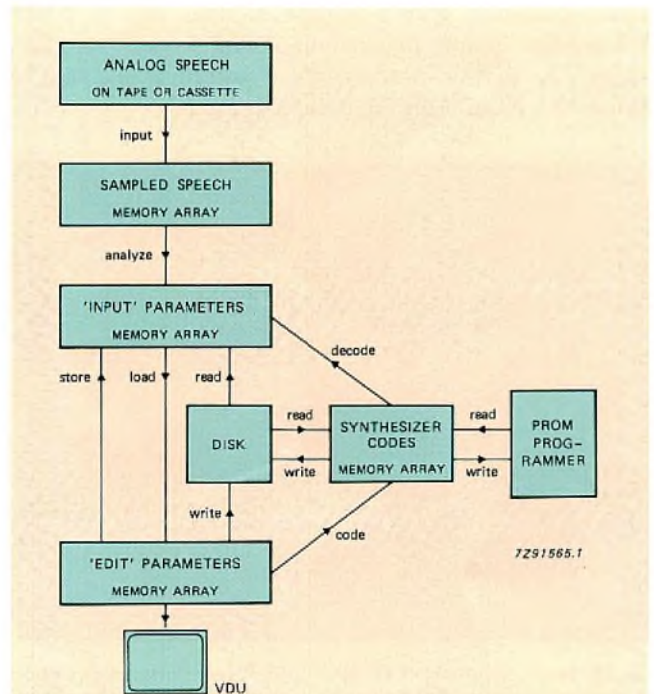 ANALOG SPEECH
ON TAPE OR CASSETTE
input
SAMPLED SPEECH
MEMORY ARRAY
analyze
'INPUT' PARAMETERS
MEMORY ARRAY
decode
store
load
read
read
read
DISK
SYNTHESIZER
CODES
MEMORY ARRAY
PROM
PROG-
RAMMER
write
write
write
code
7Z91565.1
'EDIT' PARAMETERS
MEMORY ARRAY
VDU